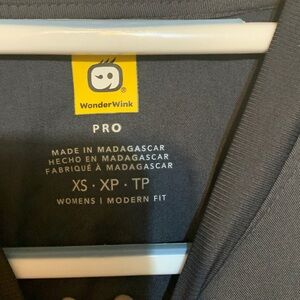 WonderWink
PRO
MADE IN MADAGASCAR
HECHO EN MADAGASCAR
FABRIQUÉ À MADAGASCAR
XS · XP · TP
WOMENS | MODERN FIT